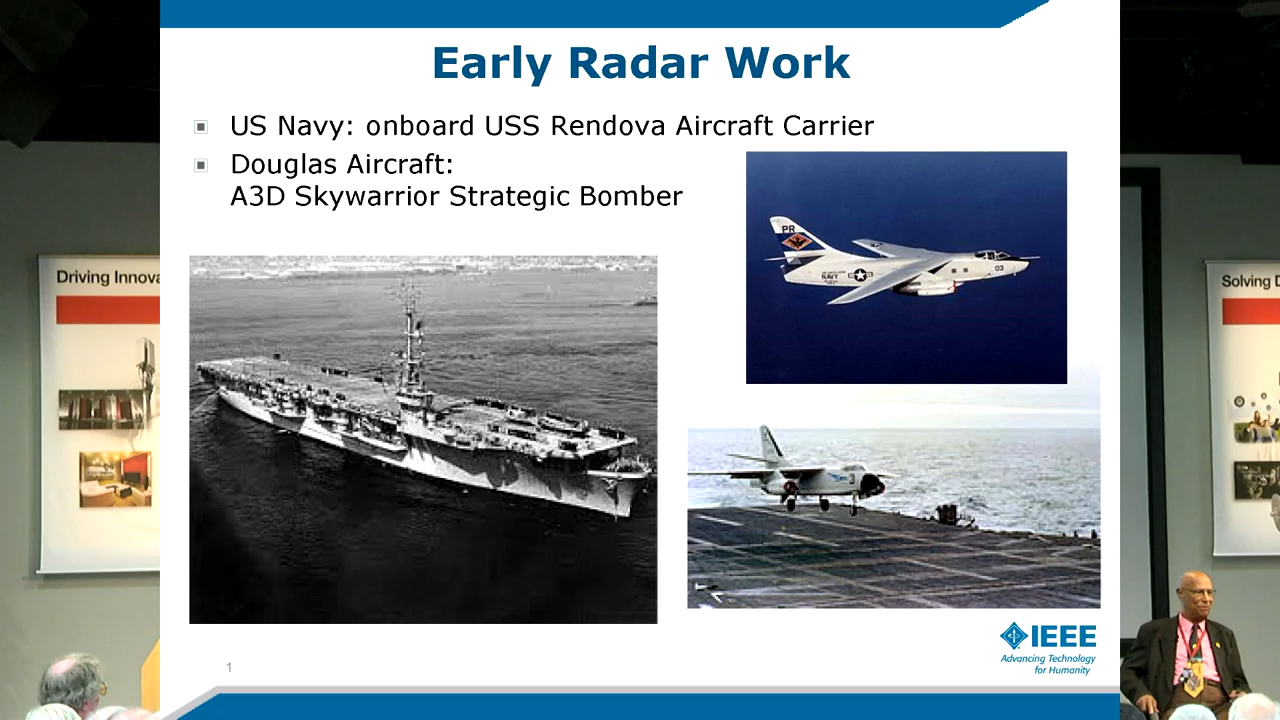 Early Radar Work
US Navy: onboard USS Rendova Aircraft Carrier
Douglas Aircraft:
A3D Skywarrior Strategic Bomber
PR
NAVY
03
Driving Innova
Solving D
IEEE
Advancing Technology
for Humanity
1